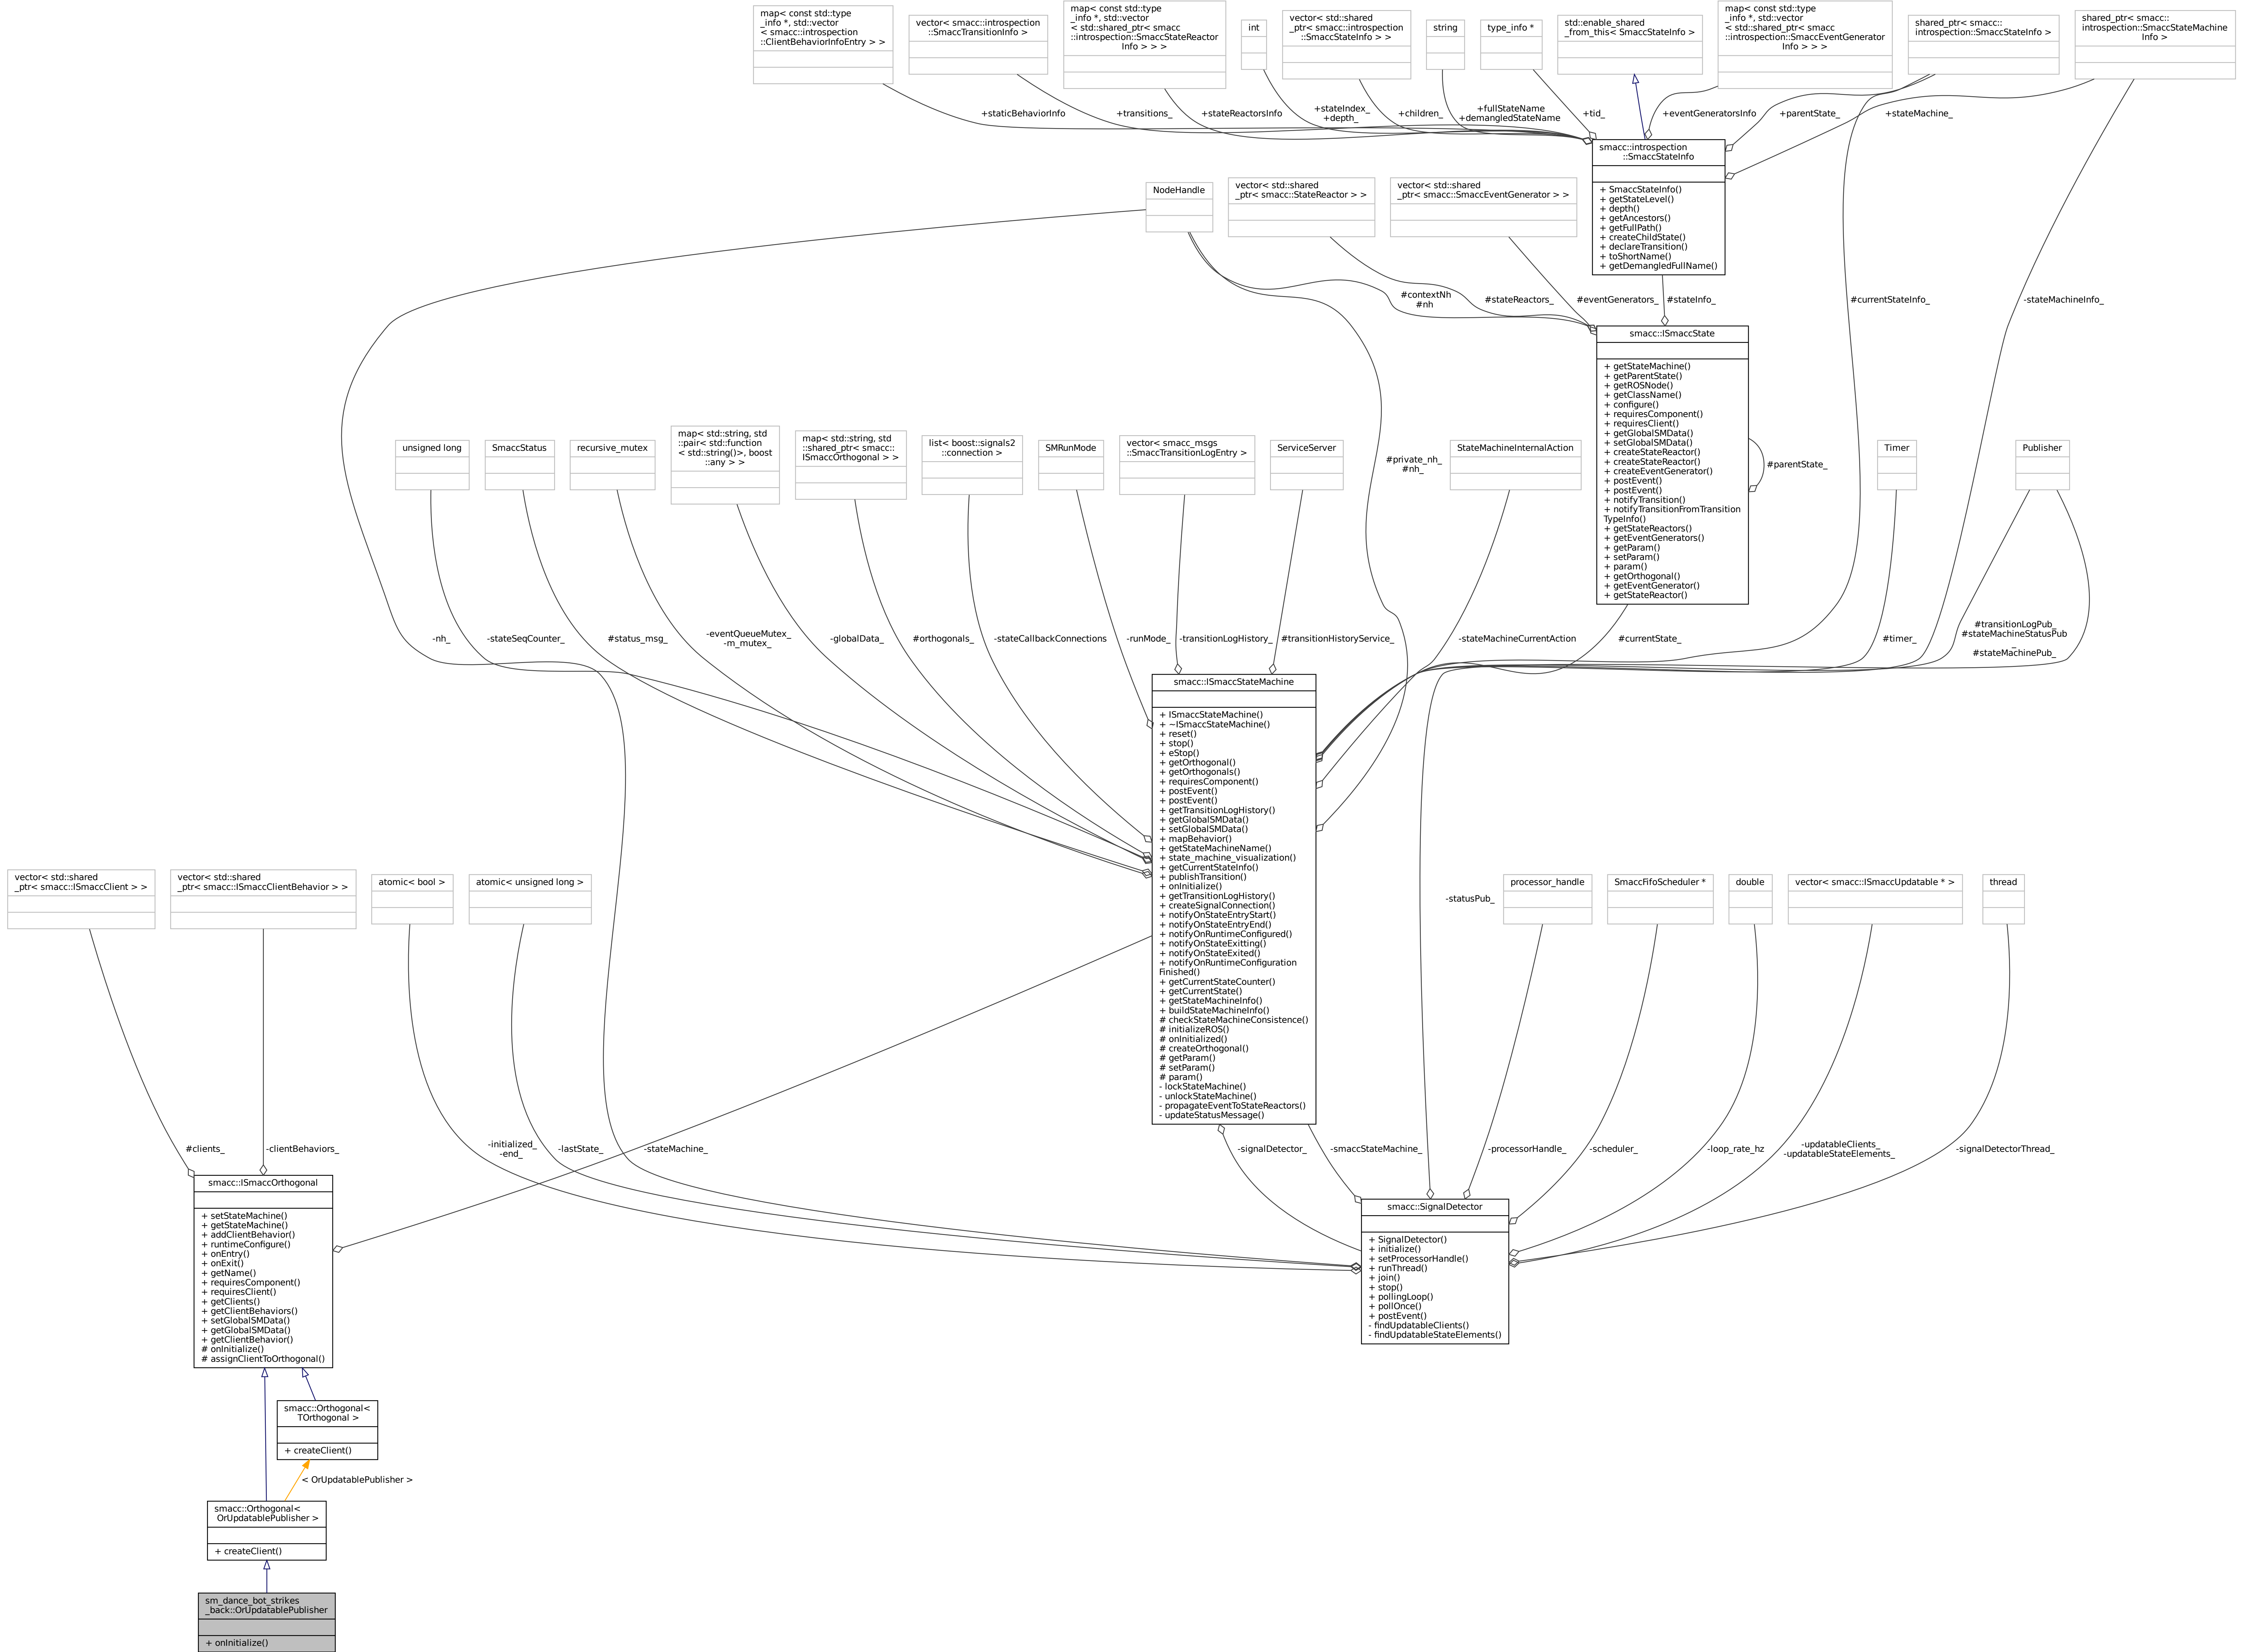 map< const std::type
_info *, std::vector
< smacc::introspection
::ClientBehaviorInfoEntry > >
vector< smacc::introspection
::SmaccTransitionInfo >
map< const std::type
_info *, std::vector
< std::shared_ptr< smacc
::introspection::SmaccStateReactor
Info > > >
int
vector< std::shared
_ptr< smacc::introspection
::SmaccStateInfo > >
string
type_info *
std::enable_shared
_from_this< SmaccStateInfo >
map< const std::type
_info *, std::vector
< std::shared_ptr< smacc
::introspection::SmaccEventGenerator
Info > > >
shared_ptr< smacc::
introspection::SmaccStateInfo >
shared_ptr< smacc::
introspection::SmaccStateMachine
Info >
+staticBehaviorInfo
+transitions_
+stateReactorsInfo
+stateIndex_
+depth_
+children_
+fullStateName
+demangledStateName
+tid_
+eventGeneratorsInfo
+parentState_
+stateMachine_
smacc::introspection
::SmaccStateInfo
+ SmaccStateInfo()
+ getStateLevel()
+ depth()
+ getAncestors()
+ getFullPath()
+ createChildState()
+ declareTransition()
+ toShortName()
+ getDemangledFullName()
NodeHandle
vector< std::shared
_ptr< smacc::StateReactor > >
vector< std::shared
_ptr< smacc::SmaccEventGenerator > >
#contextNh
#nh
#stateReactors_
#eventGenerators_
#stateInfo_
#currentStateInfo_
-stateMachineInfo_
smacc::ISmaccState
+ getStateMachine()
+ getParentState()
+ getROSNode()
+ getClassName()
+ configure()
+ requiresComponent()
+ requiresClient()
+ getGlobalSMData()
+ setGlobalSMData()
+ createStateReactor()
+ createStateReactor()
+ createEventGenerator()
+ postEvent()
+ postEvent()
+ notifyTransition()
+ notifyTransitionFromTransition
TypeInfo()
+ getStateReactors()
+ getEventGenerators()
+ getParam()
+ setParam()
+ param()
+ getOrthogonal()
+ getEventGenerator()
+ getStateReactor()
#parentState_
unsigned long
SmaccStatus
recursive_mutex
map< std::string, std
::pair< std::function
< std::string()>, boost
::any > >
map< std::string, std
::shared_ptr< smacc::
ISmaccOrthogonal > >
list< boost::signals2
::connection >
SMRunMode
vector< smacc_msgs
::SmaccTransitionLogEntry >
ServiceServer
#private_nh_
#nh_
StateMachineInternalAction
Timer
Publisher
-nh_
-stateSeqCounter_
#status_msg_
-eventQueueMutex_
-m_mutex_
-globalData_
#orthogonals_
-stateCallbackConnections
-runMode_
-transitionLogHistory_
#transitionHistoryService_
-stateMachineCurrentAction
#currentState_
#timer_
#transitionLogPub_
#stateMachineStatusPub
_
#stateMachinePub_
smacc::ISmaccStateMachine
+ ISmaccStateMachine()
+ ~ISmaccStateMachine()
+ reset()
+ stop()
+ eStop()
+ getOrthogonal()
+ getOrthogonals()
+ requiresComponent()
+ postEvent()
+ postEvent()
+ getTransitionLogHistory()
+ getGlobalSMData()
+ setGlobalSMData()
+ mapBehavior()
+ getStateMachineName()
+ state_machine_visualization()
+ getCurrentStateInfo()
+ publishTransition()
+ onInitialize()
+ getTransitionLogHistory()
+ createSignalConnection()
+ notifyOnStateEntryStart()
+ notifyOnStateEntryEnd()
+ notifyOnRuntimeConfigured()
+ notifyOnStateExitting()
+ notifyOnStateExited()
+ notifyOnRuntimeConfiguration
Finished()
+ getCurrentStateCounter()
+ getCurrentState()
+ getStateMachineInfo()
+ buildStateMachineInfo()
# checkStateMachineConsistence()
# initializeROS()
# onInitialized()
# createOrthogonal()
# getParam()
# setParam()
# param()
- lockStateMachine()
- unlockStateMachine()
- propagateEventToStateReactors()
- updateStatusMessage()
vector< std::shared
_ptr< smacc::ISmaccClient > >
vector< std::shared
_ptr< smacc::ISmaccClientBehavior > >
atomic< bool >
atomic< unsigned long >
-statusPub_
processor_handle
SmaccFifoScheduler *
double
vector< smacc::ISmaccUpdatable * >
thread
#clients_
-clientBehaviors_
-initialized_
-end_
-lastState_
-stateMachine_
-signalDetector_
-smaccStateMachine_
-processorHandle_
-scheduler_
-loop_rate_hz
-updatableClients_
-updatableStateElements_
-signalDetectorThread_
smacc::ISmaccOrthogonal
+ setStateMachine()
+ getStateMachine()
+ addClientBehavior()
+ runtimeConfigure()
+ onEntry()
+ onExit()
+ getName()
+ requiresComponent()
+ requiresClient()
+ getClients()
+ getClientBehaviors()
+ setGlobalSMData()
+ getGlobalSMData()
+ getClientBehavior()
# onInitialize()
# assignClientToOrthogonal()
smacc::SignalDetector
+ SignalDetector()
+ initialize()
+ setProcessorHandle()
+ runThread()
+ join()
+ stop()
+ pollingLoop()
+ pollOnce()
+ postEvent()
- findUpdatableClients()
- findUpdatableStateElements()
smacc::Orthogonal<
TOrthogonal >
+ createClient()
< OrUpdatablePublisher >
smacc::Orthogonal<
OrUpdatablePublisher >
+ createClient()
sm_dance_bot_strikes
_back::OrUpdatablePublisher
+ onInitialize()